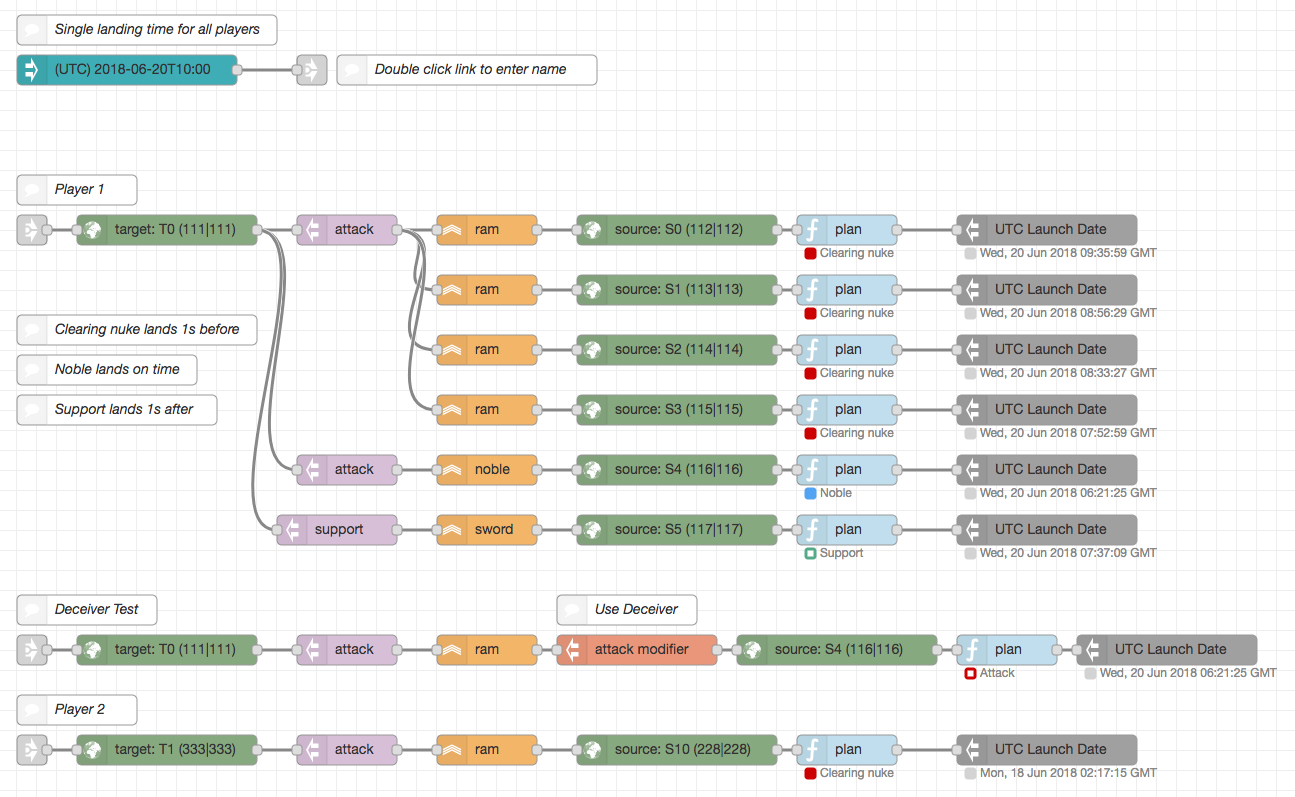 Single landing time for all players
(UTC) 2018-06-20T10:00
Double click link to enter name
Player 1
target: T0 (111|111)
attack
ram
source: S0 (112|112)
plan
UTC Launch Date
Clearing nuke
Wed, 20 Jun 2018 09:35:59 GMT
ram
source: S1 (113|113)
plan
UTC Launch Date
Clearing nuke
Wed, 20 Jun 2018 08:56:29 GMT
Clearing nuke lands 1s before
ram
source: S2 (114|114)
plan
UTC Launch Date
Clearing nuke
Wed, 20 Jun 2018 08:33:27 GMT
Noble lands on time
Support lands 1s after
ram
source: S3 (115|115)
plan
UTC Launch Date
Clearing nuke
Wed, 20 Jun 2018 07:52:59 GMT
attack
noble
source: S4 (116|116)
plan
UTC Launch Date
Noble
Wed, 20 Jun 2018 06:21:25 GMT
support
sword
source: S5 (117|117)
plan
UTC Launch Date
Support
Wed, 20 Jun 2018 07:37:09 GMT
Deceiver Test
Use Deceiver
target: T0 (111|111)
attack
ram
attack modifier
source: S4 (116|116)
plan
UTC Launch Date
Attack
Wed, 20 Jun 2018 06:21:25 GMT
Player 2
target: T1 (333|333)
attack
ram
source: S10 (228|228)
plan
UTC Launch Date
Clearing nuke
Mon, 18 Jun 2018 02:17:15 GMT